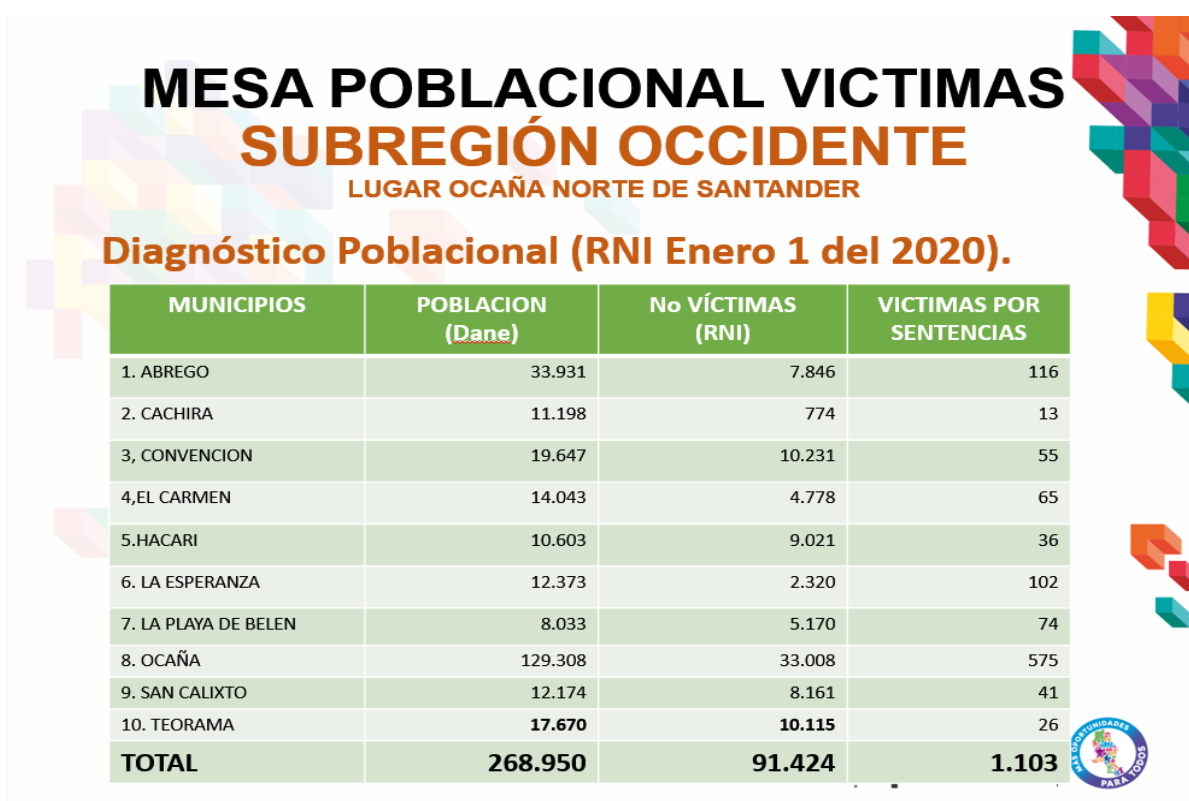 MESA POBLACIONAL VICTIMAS
SUBREGIÓN OCCIDENTE
LUGAR OCAÑA NORTE DE SANTANDER
Diagnóstico Poblacional (RNI Enero 1 del 2020).
MUNICIPIOS POBLACION (Dane) No VÍCTIMAS (RNI) VICTIMAS POR SENTENCIAS
1. ABREGO 33.931 7.846 116
2. CACHIRA 11.198 774 13
3, CONVENCION 19.647 10.231 55
4,EL CARMEN 14.043 4.778 65
5.HACARI 10.603 9.021 36
6. LA ESPERANZA 12.373 2.320 102
7. LA PLAYA DE BELEN 8.033 5.170 74
8. OCAÑA 129.308 33.008 575
9. SAN CALIXTO 12.174 8.161 41
10. TEORAMA 17.670 10.115 26
TOTAL 268.950 91.424 1.103
MÁS OPORTUNIDADES
PARA TODOS